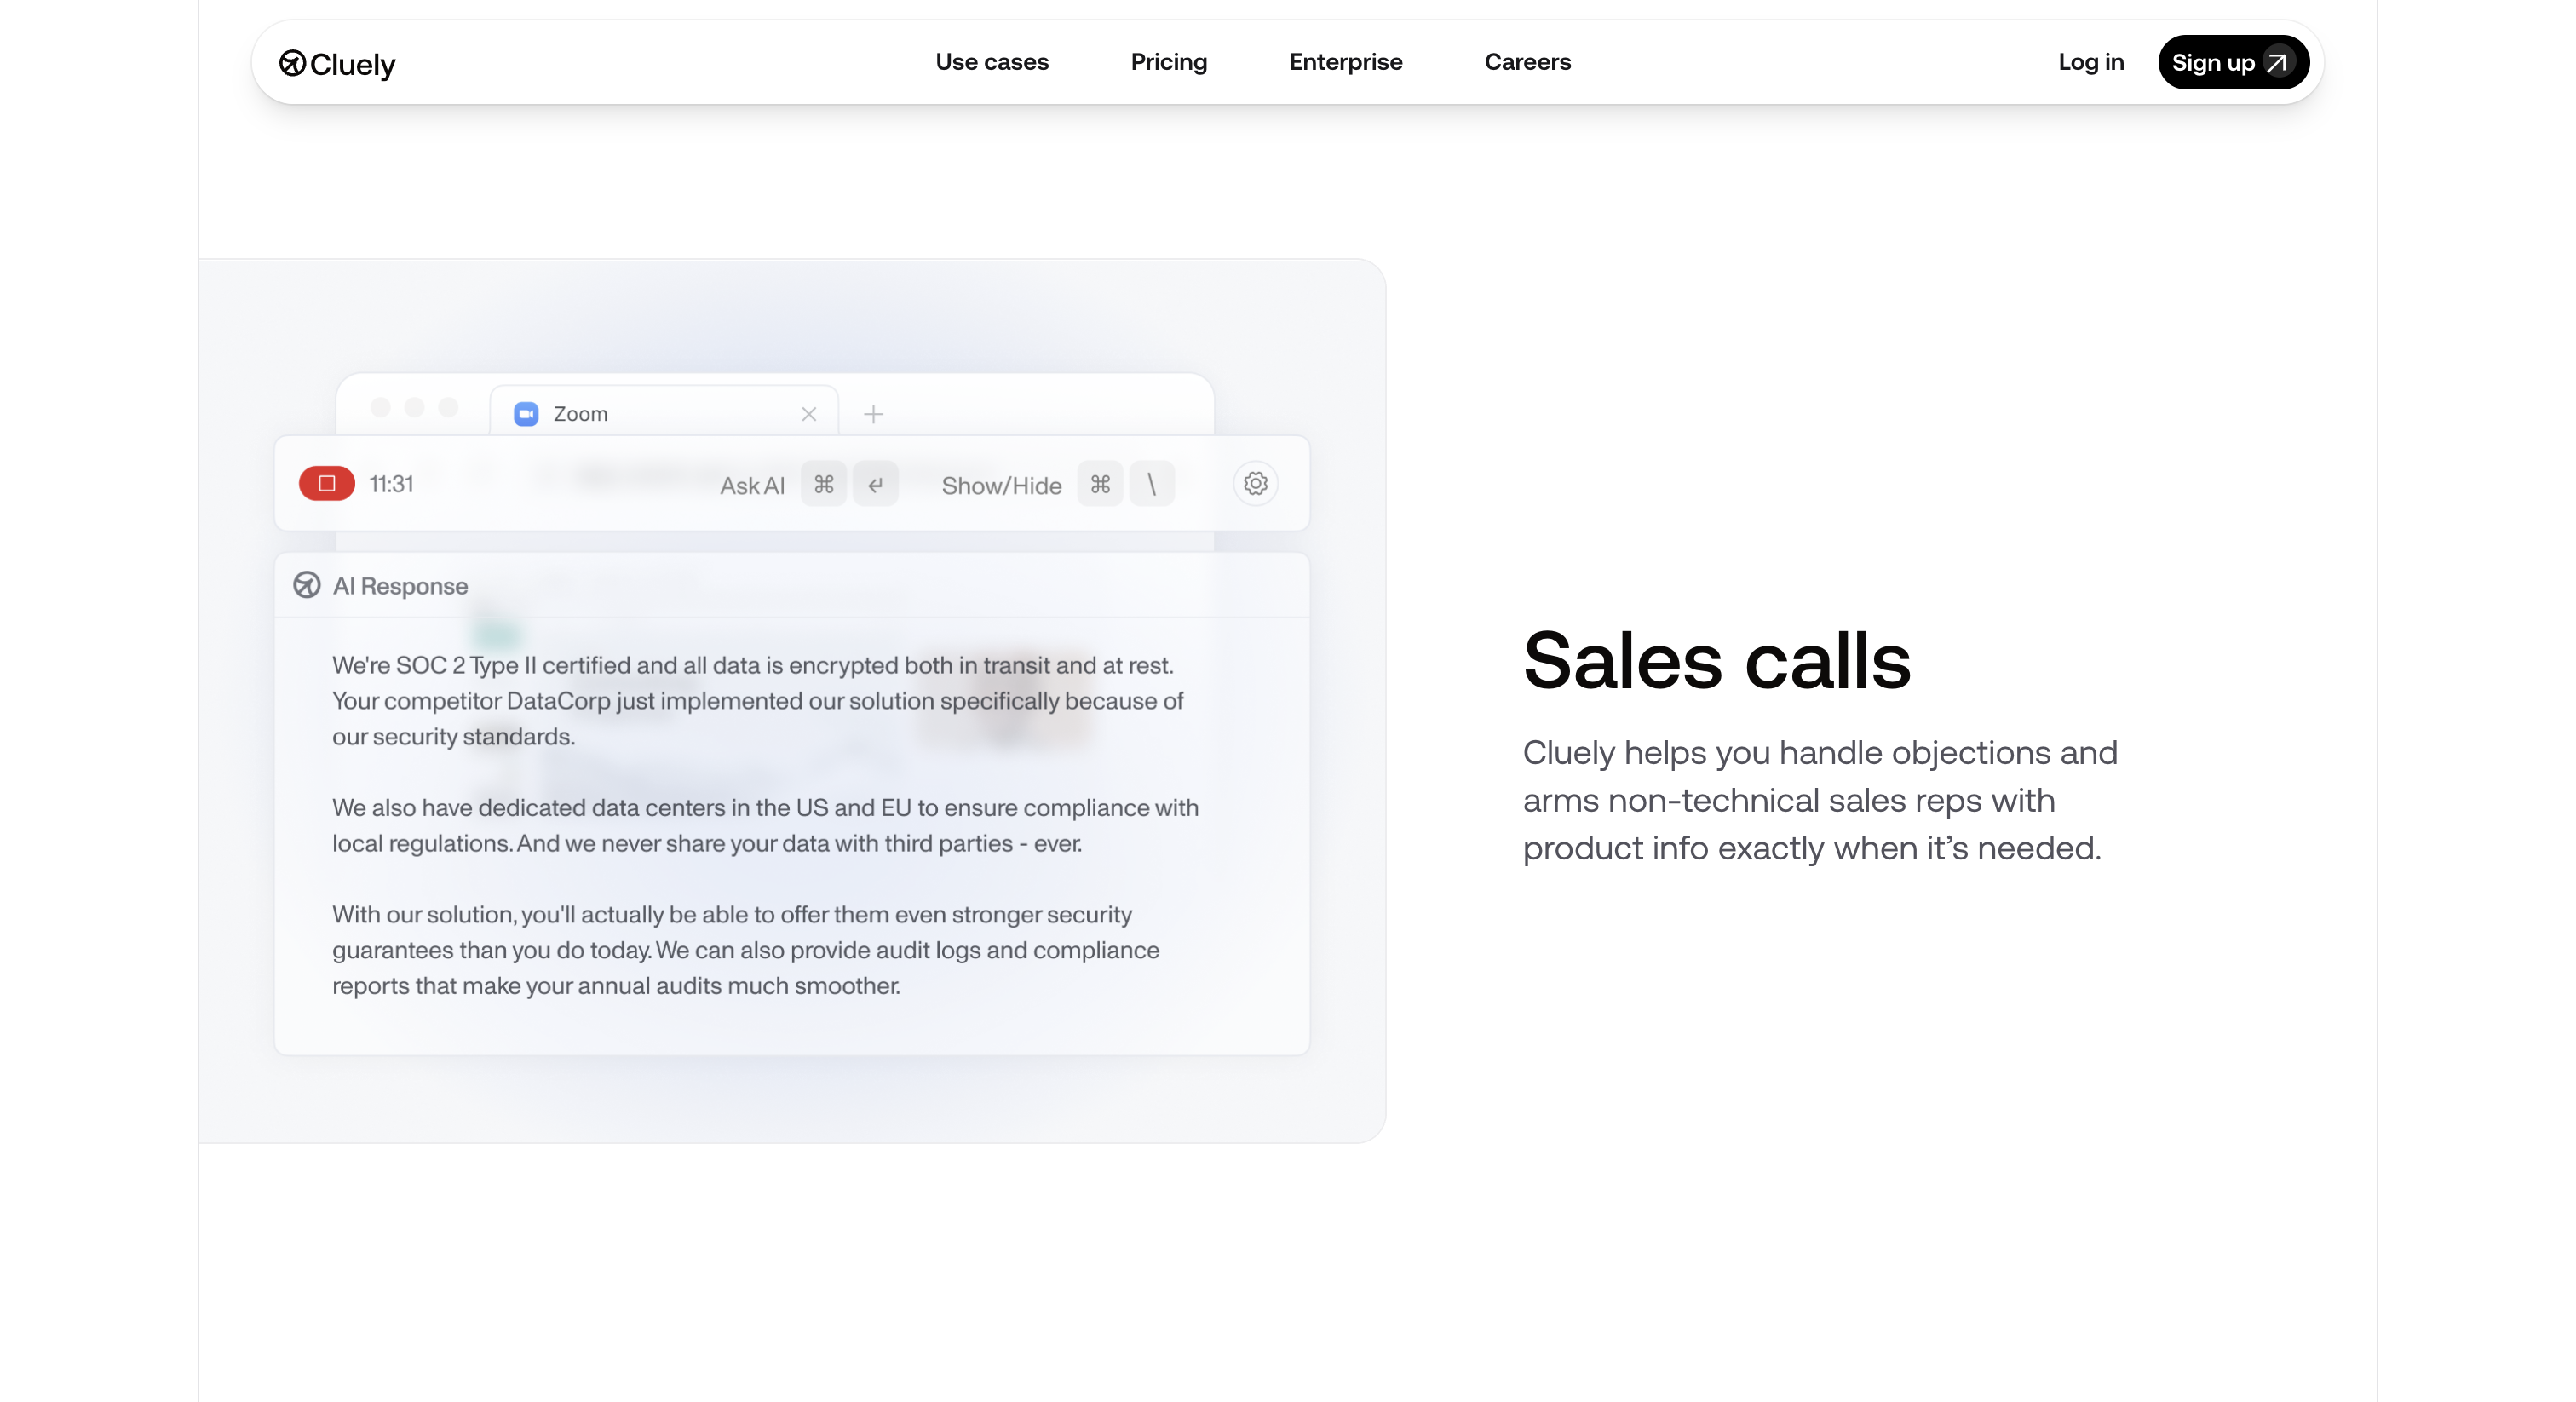 Cluely
Use cases
Pricing
Enterprise
Careers
Log in
Sign up
Zoom
11:31
Ask AI ⌘ ↵
Show/Hide ⌘ \
AI Response
We're SOC 2 Type II certified and all data is encrypted both in transit and at rest.
Your competitor DataCorp just implemented our solution specifically because of
our security standards.
We also have dedicated data centers in the US and EU to ensure compliance with
local regulations. And we never share your data with third parties - ever.
With our solution, you'll actually be able to offer them even stronger security
guarantees than you do today. We can also provide audit logs and compliance
reports that make your annual audits much smoother.
Sales calls
Cluely helps you handle objections and
arms non-technical sales reps with
product info exactly when it’s needed.